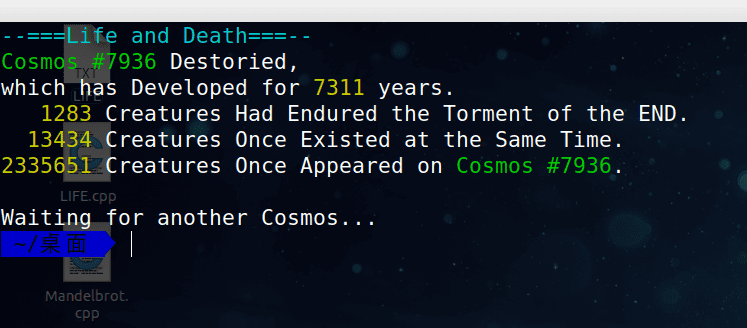 --===Life and Death===--
Cosmos #7936 Destoried,
which has Developed for 7311 years.
1283 Creatures Had Endured the Torment of the END.
13434 Creatures Once Existed at the Same Time.
2335651 Creatures Once Appeared on Cosmos #7936.
Waiting for another Cosmos...
~/桌面
TXT
LIFE
LIFE.cpp
Mandelbrot.
cpp